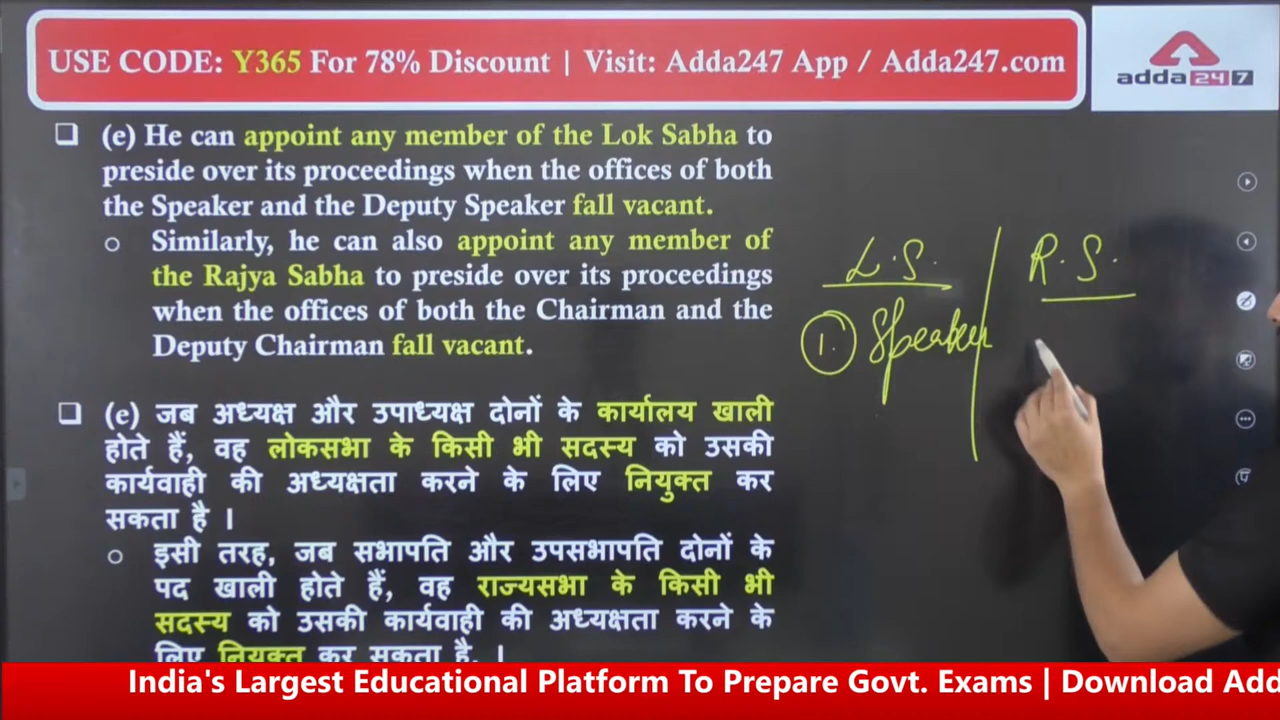 USE CODE: Y365 For 78% Discount | Visit: Adda247 App / Adda247.com
adda247
(e) He can appoint any member of the Lok Sabha to
preside over its proceedings when the offices of both
the Speaker and the Deputy Speaker fall vacant.
Similarly, he can also appoint any member of
the Rajya Sabha to preside over its proceedings
when the offices of both the Chairman and the
Deputy Chairman fall vacant.
L.S.
R.S.
1. Speaker
(e) जब अध्यक्ष और उपाध्यक्ष दोनों के कार्यालय खाली
होते हैं, वह लोकसभा के किसी भी सदस्य को उसकी
कार्यवाही की अध्यक्षता करने के लिए नियुक्त कर
सकता है ।
इसी तरह, जब सभापति और उपसभापति दोनों के
पद खाली होते हैं, वह राज्यसभा के किसी भी
सदस्य को उसकी कार्यवाही की अध्यक्षता करने के
लिए नियुक्त कर सकता है. ।
India's Largest Educational Platform To Prepare Govt. Exams | Download Add